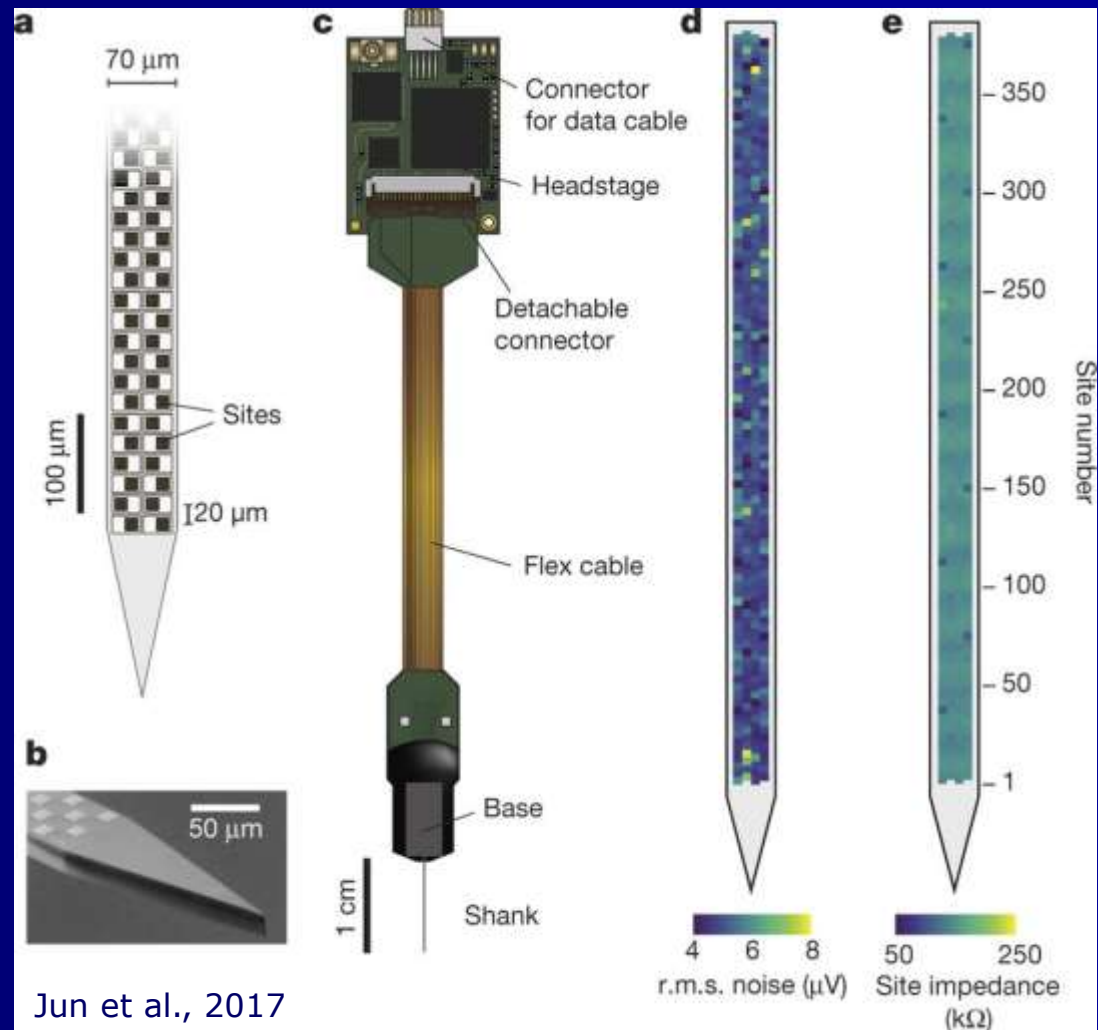 a
70 µm
100 µm
Sites
20 µm
b
50 µm
c
Connector
for data cable
Headstage
Detachable
connector
Flex cable
Base
1 cm
Shank
d
4
6
8
r.m.s. noise (µV)
e
350
300
250
200
150
100
50
1
Site number
50
250
Site impedance
(kΩ)
Jun et al., 2017